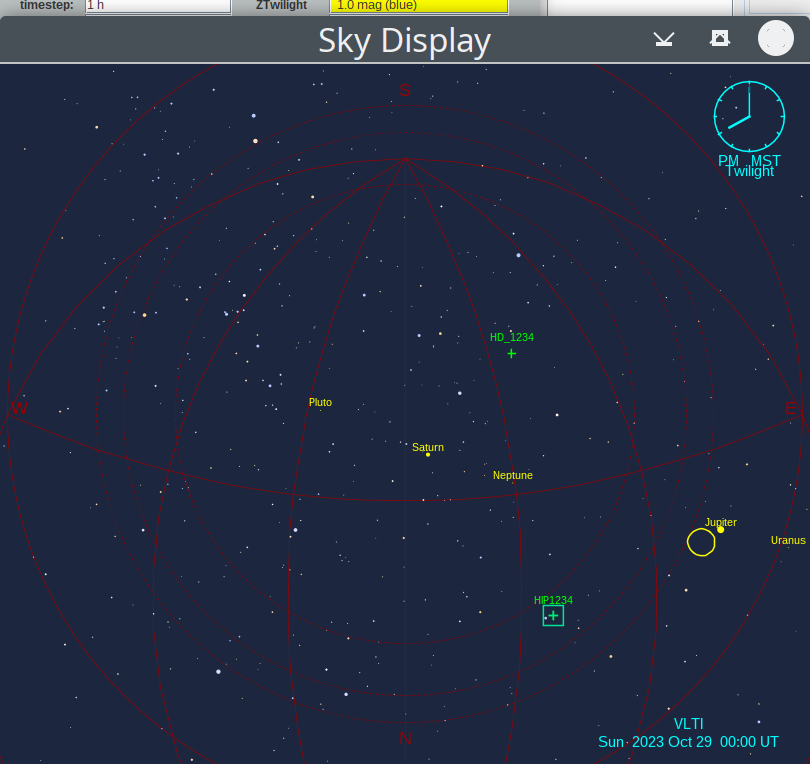 timestep: 1 h ZTwilight 1.0 mag (blue)
Sky Display
S
PM MST
Twilight
HD_1234
Pluto
W
E
Saturn
Neptune
Jupiter
Uranus
HIP1234
VLTI
N
Sun 2023 Oct 29 00:00 UT